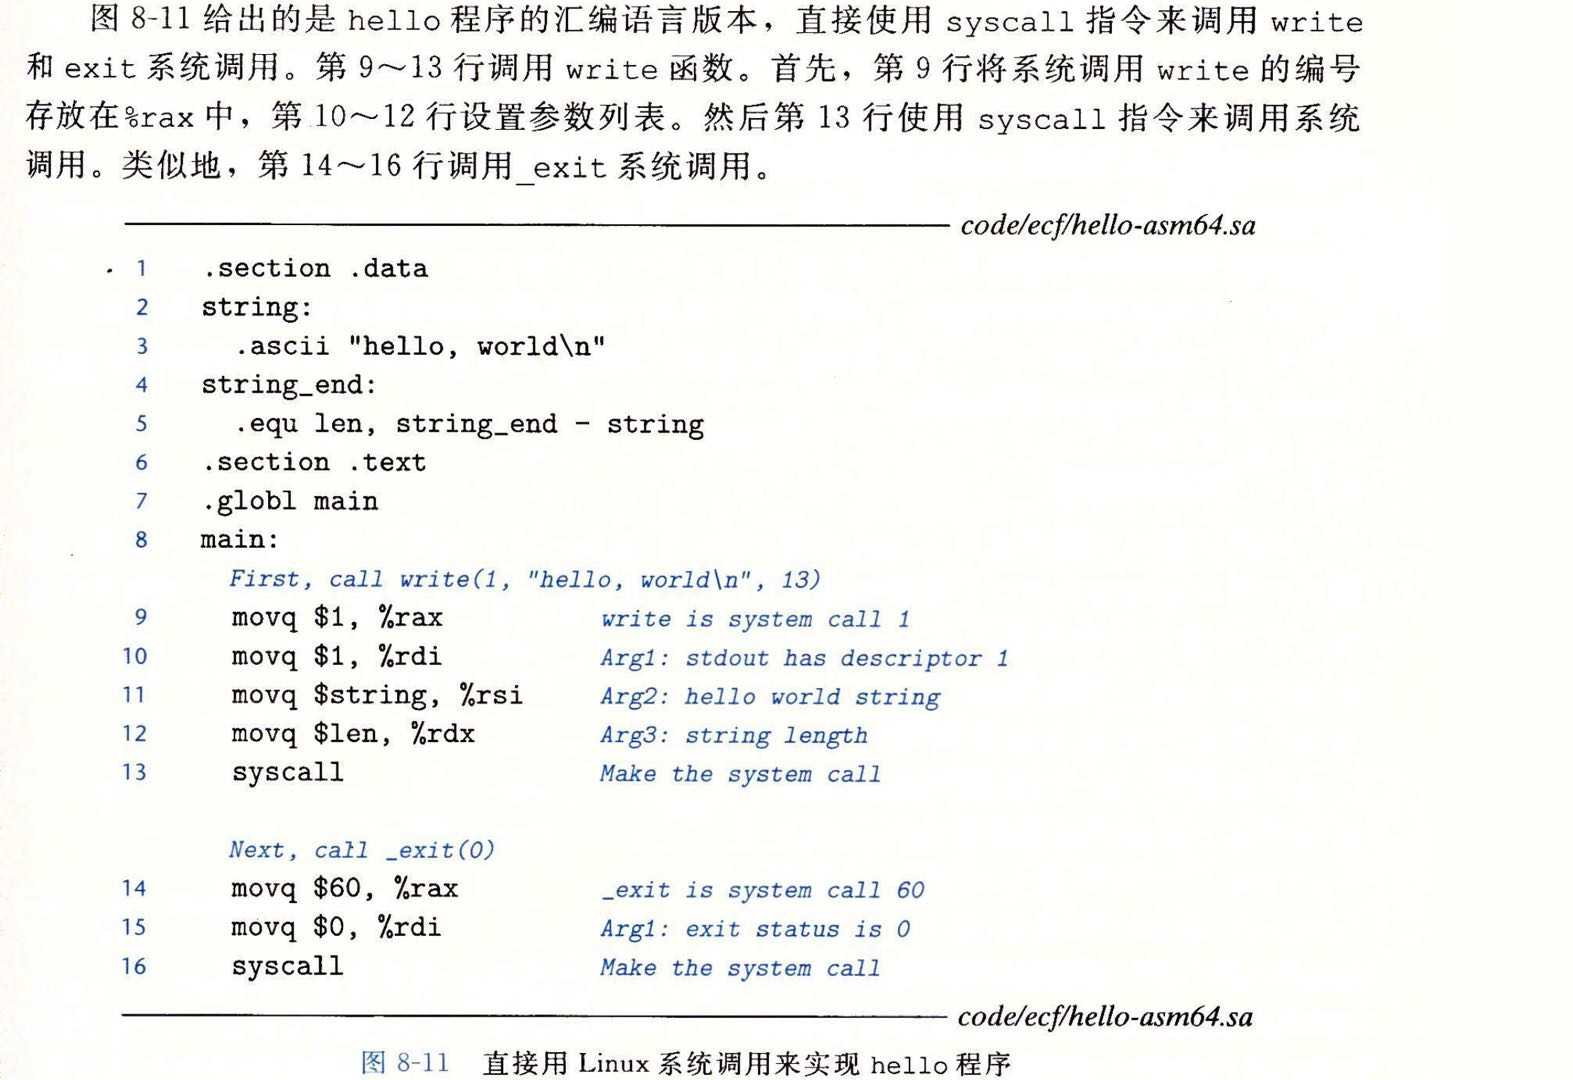 图 8-11 给出的是 hello 程序的汇编语言版本，直接使用 syscall 指令来调用 write
和 exit 系统调用。第 9～13 行调用 write 函数。首先，第 9 行将系统调用 write 的编号
存放在%rax 中，第 10～12 行设置参数列表。然后第 13 行使用 syscall 指令来调用系统
调用。类似地，第 14～16 行调用_exit 系统调用。
code/ecf/hello-asm64.sa
1 .section .data
2 string:
3 .ascii "hello, world\n"
4 string_end:
5 .equ len, string_end - string
6 .section .text
7 .globl main
8 main:
First, call write(1, "hello, world\n", 13)
9 movq $1, %rax write is system call 1
10 movq $1, %rdi Arg1: stdout has descriptor 1
11 movq $string, %rsi Arg2: hello world string
12 movq $len, %rdx Arg3: string length
13 syscall Make the system call
Next, call _exit(0)
14 movq $60, %rax _exit is system call 60
15 movq $0, %rdi Arg1: exit status is 0
16 syscall Make the system call
code/ecf/hello-asm64.sa
图 8-11 直接用 Linux 系统调用来实现 hello 程序